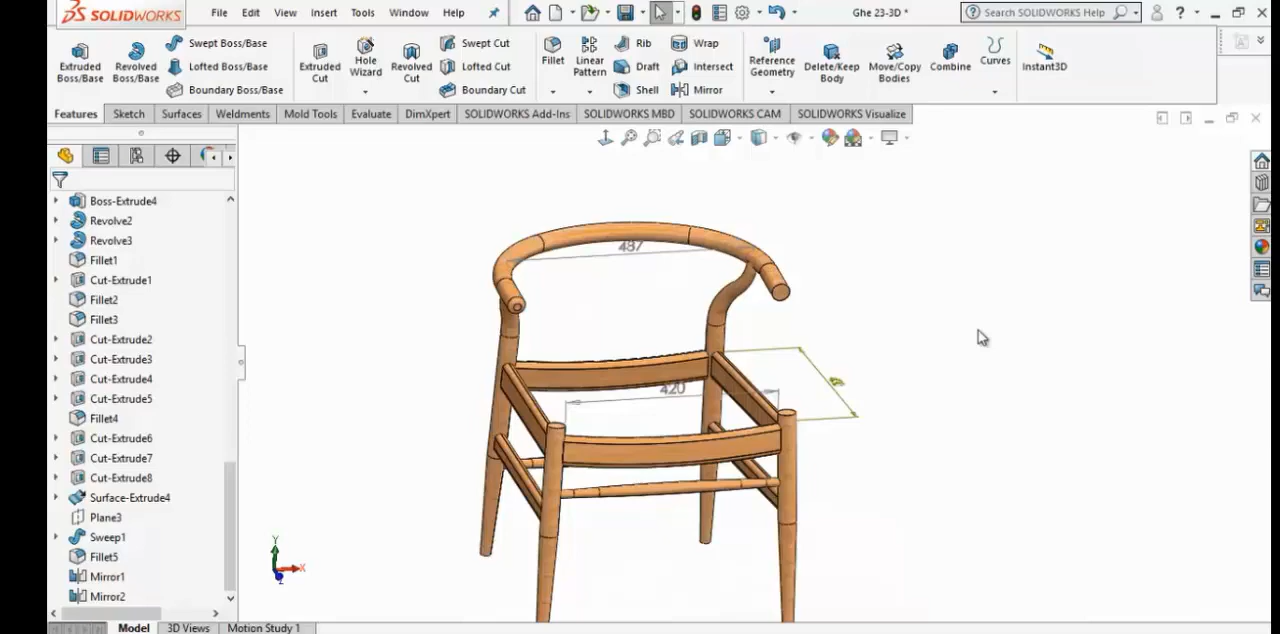 SOLIDWORKS File Edit View Insert Tools Window Help Ghe 23-3D * Search SOLIDWORKS Help ?
Extruded Boss/Base
Revolved Boss/Base
Swept Boss/Base
Lofted Boss/Base
Boundary Boss/Base
Extruded Cut
Hole Wizard
Revolved Cut
Swept Cut
Lofted Cut
Boundary Cut
Fillet
Linear Pattern
Rib
Draft
Shell
Wrap
Intersect
Mirror
Reference Geometry
Delete/Keep Body
Move/Copy Bodies
Combine
Curves
Instant3D
Features Sketch Surfaces Weldments Mold Tools Evaluate DimXpert SOLIDWORKS Add-Ins SOLIDWORKS MBD SOLIDWORKS CAM SOLIDWORKS Visualize
Boss-Extrude4
Revolve2
Revolve3
Fillet1
Cut-Extrude1
Fillet2
Fillet3
Cut-Extrude2
Cut-Extrude3
Cut-Extrude4
Cut-Extrude5
Fillet4
Cut-Extrude6
Cut-Extrude7
Cut-Extrude8
Surface-Extrude4
Plane3
Sweep1
Fillet5
Mirror1
Mirror2
487
420
Y
X
Z
Model 3D Views Motion Study 1